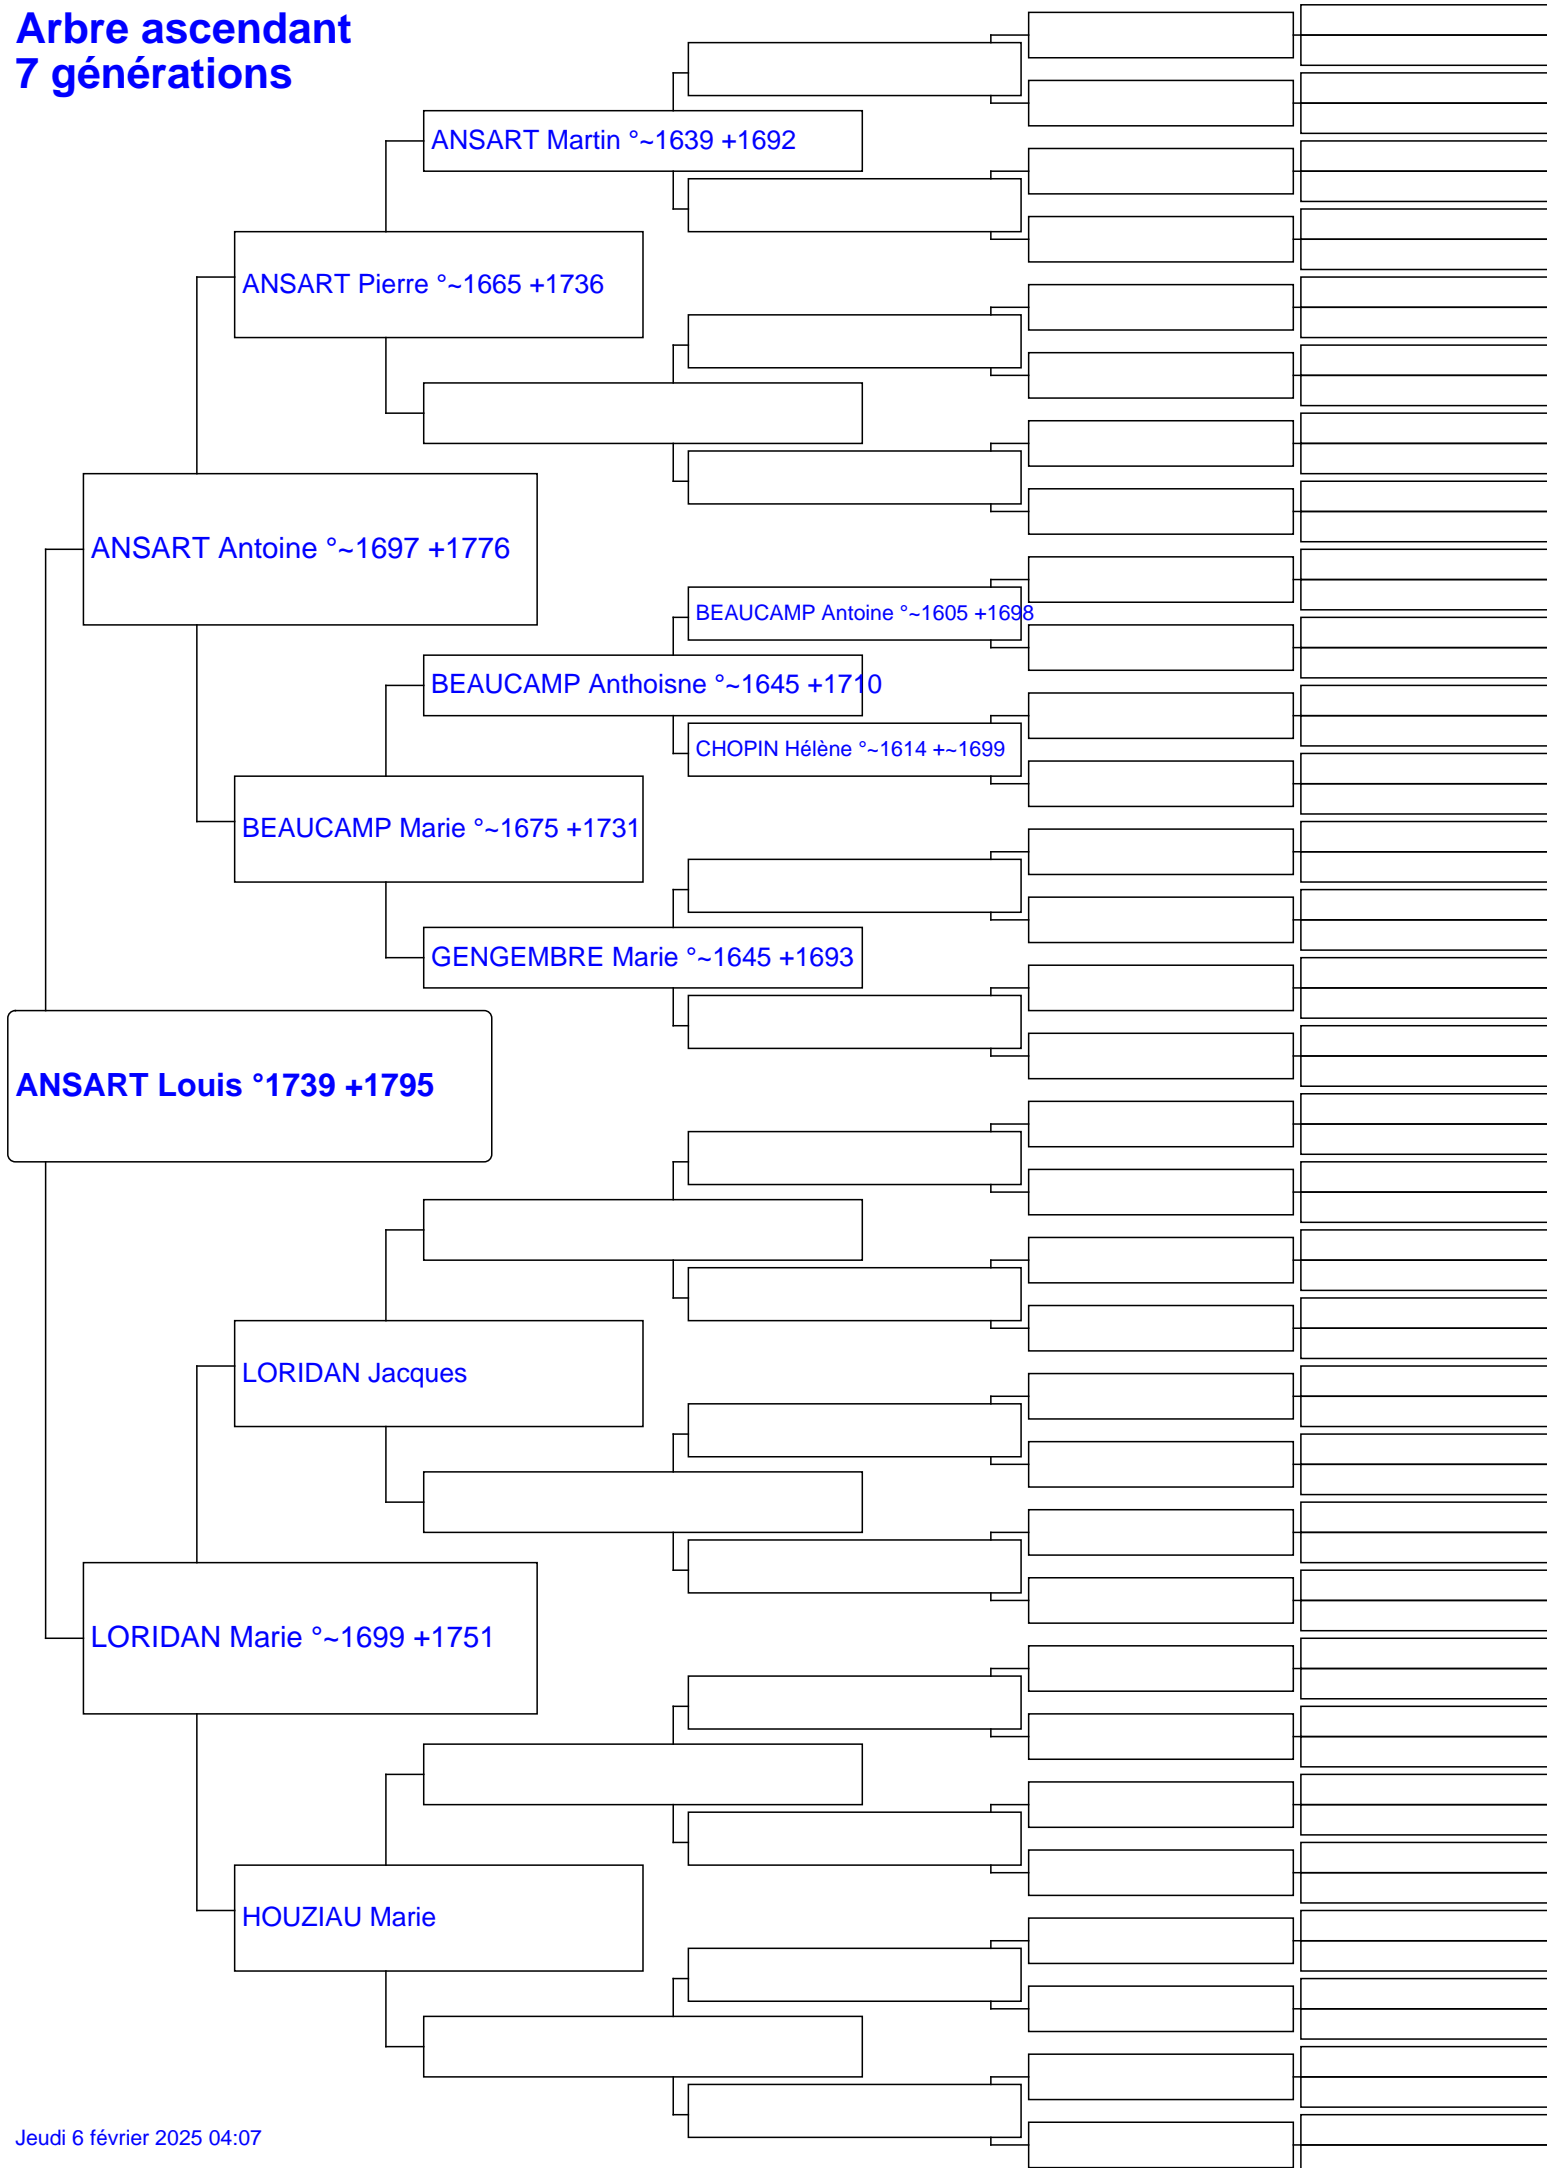 Arbre ascendant
7 générations
ANSART Martin °~1639 +1692
ANSART Pierre °~1665 +1736
ANSART Antoine °~1697 +1776
BEAUCAMP Antoine °~1605 +1698
BEAUCAMP Anthoisne °~1645 +1710
CHOPIN Hélène °~1614 +~1699
BEAUCAMP Marie °~1675 +1731
GENGEMBRE Marie °~1645 +1693
ANSART Louis °1739 +1795
LORIDAN Jacques
LORIDAN Marie °~1699 +1751
HOUZIAU Marie
Jeudi 6 février 2025 04:07